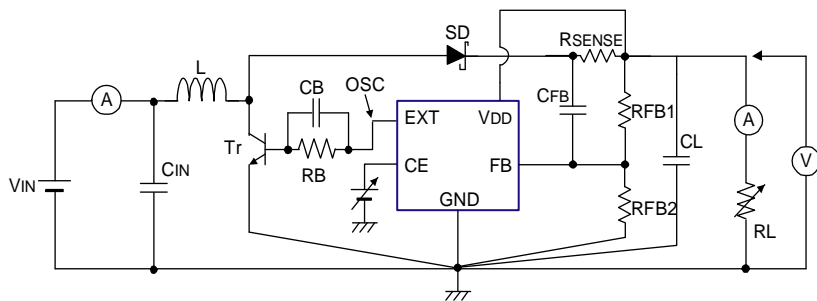 SD
RSENSE
L
CB
OSC
CFB
A
EXT
VDD
RFB1
A
Tr
RB
CE
FB
CL
V
VIN
CIN
GND
RFB2
RL